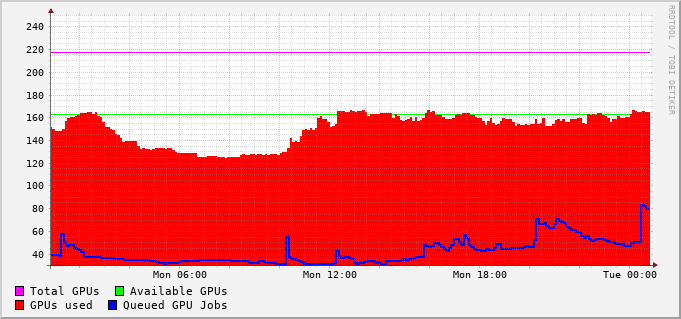 240
220
200
180
160
140
120
100
80
60
40
Mon 06:00 Mon 12:00 Mon 18:00 Tue 00:00
Total GPUs Available GPUs
GPUs used Queued GPU Jobs
RRDTOOL / TOBI OETIKER